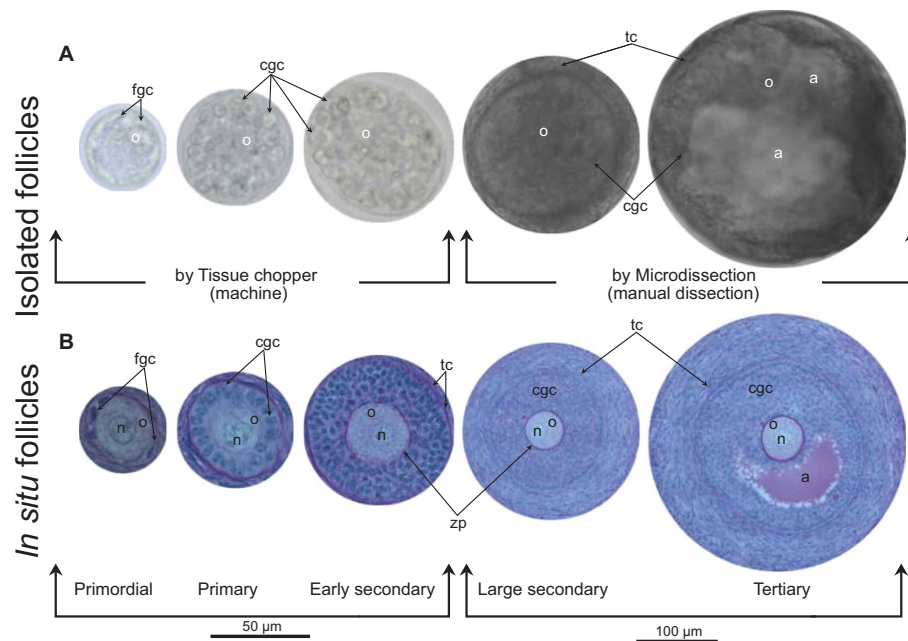 A
Isolated follicles
fgc
o
cgc
o
o
tc
o
cgc
o
a
a
by Tissue chopper
(machine)
by Microdissection
(manual dissection)
B
In situ follicles
fgc
n
o
cgc
o
n
tc
o
n
zp
tc
cgc
n
o
cgc
o
n
a
Primordial
Primary
Early secondary
Large secondary
Tertiary
50 µm
100 µm